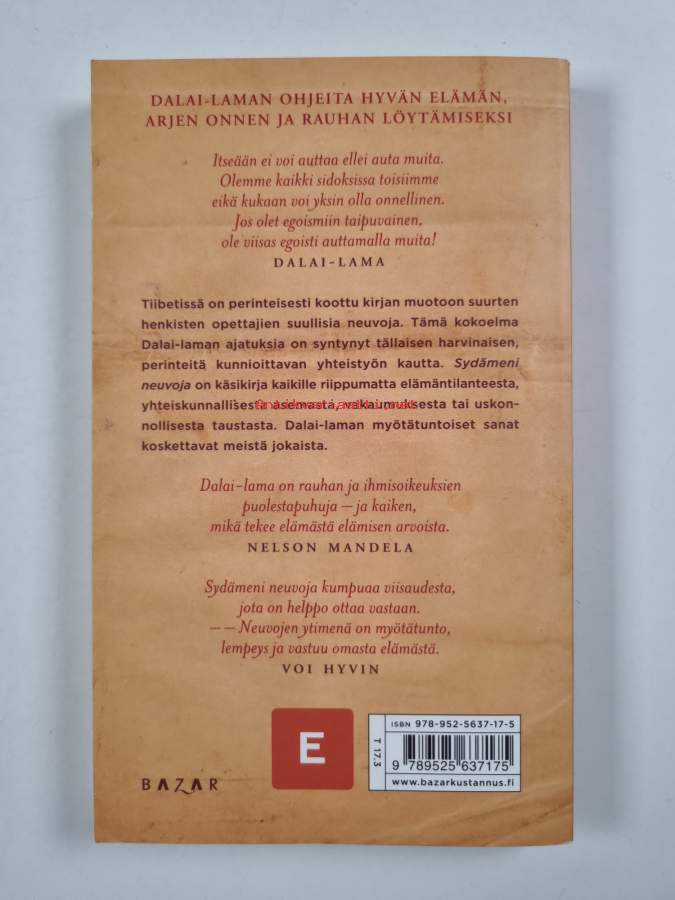 DALAI-LAMAN OHJEITA HYVÄN ELÄMÄN,
ARJEN ONNEN JA RAUHAN LÖYTÄMISEKSI
Itseään ei voi auttaa ellei auta muita.
Olemme kaikki sidoksissa toisiimme
eikä kukaan voi yksin olla onnellinen.
Jos olet egoismiin taipuvainen,
ole viisas egoisti auttamalla muita!
DALAI-LAMA
Tiibetissä on perinteisesti koottu kirjan muotoon suurten
henkisten opettajien suullisia neuvoja. Tämä kokoelma
Dalai-laman ajatuksia on syntynyt tällaisen harvinaisen,
perinteitä kunnioittavan yhteistyön kautta. Sydämeni
neuvoja on käsikirja kaikille riippumatta elämäntilanteesta,
yhteiskunnallisesta asemasta, vakaumuksesta tai uskon-
nollisesta taustasta. Dalai-laman myötätuntoiset sanat
koskettavat meistä jokaista.
Dalai-lama on rauhan ja ihmisoikeuksien
puolestapuhuja – ja kaiken,
mikä tekee elämästä elämisen arvoista.
NELSON MANDELA
Sydämeni neuvoja kumpuaa viisaudesta,
jota on helppo ottaa vastaan.
– – Neuvojen ytimenä on myötätunto,
lempeys ja vastuu omasta elämästä.
VOI HYVIN
BAZAR
E
T 17.3
ISBN 978-952-5637-17-5
9 789525 637175
www.bazarkustannus.fi